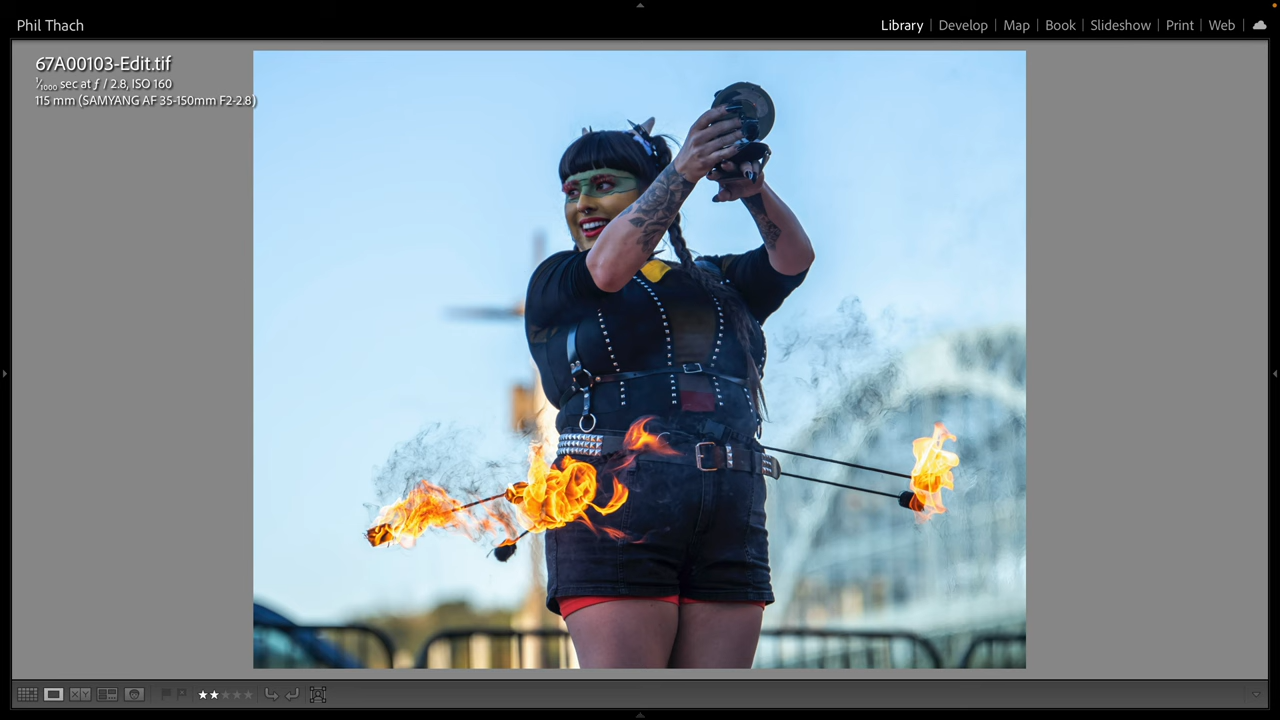 Phil Thach
Library | Develop | Map | Book | Slideshow | Print | Web
67A00103-Edit.tif
1/1000 sec at ƒ / 2.8, ISO 160
115 mm (SAMYANG AF 35-150mm F2-2.8)
XY